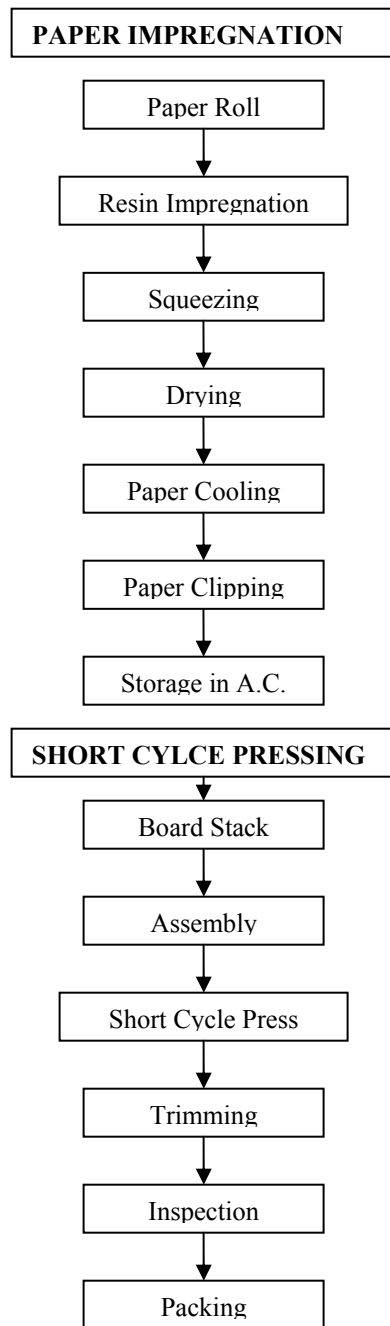 PAPER IMPREGNATION
Paper Roll
Resin Impregnation
Squeezing
Drying
Paper Cooling
Paper Clipping
Storage in A.C.
SHORT CYLCE PRESSING
Board Stack
Assembly
Short Cycle Press
Trimming
Inspection
Packing